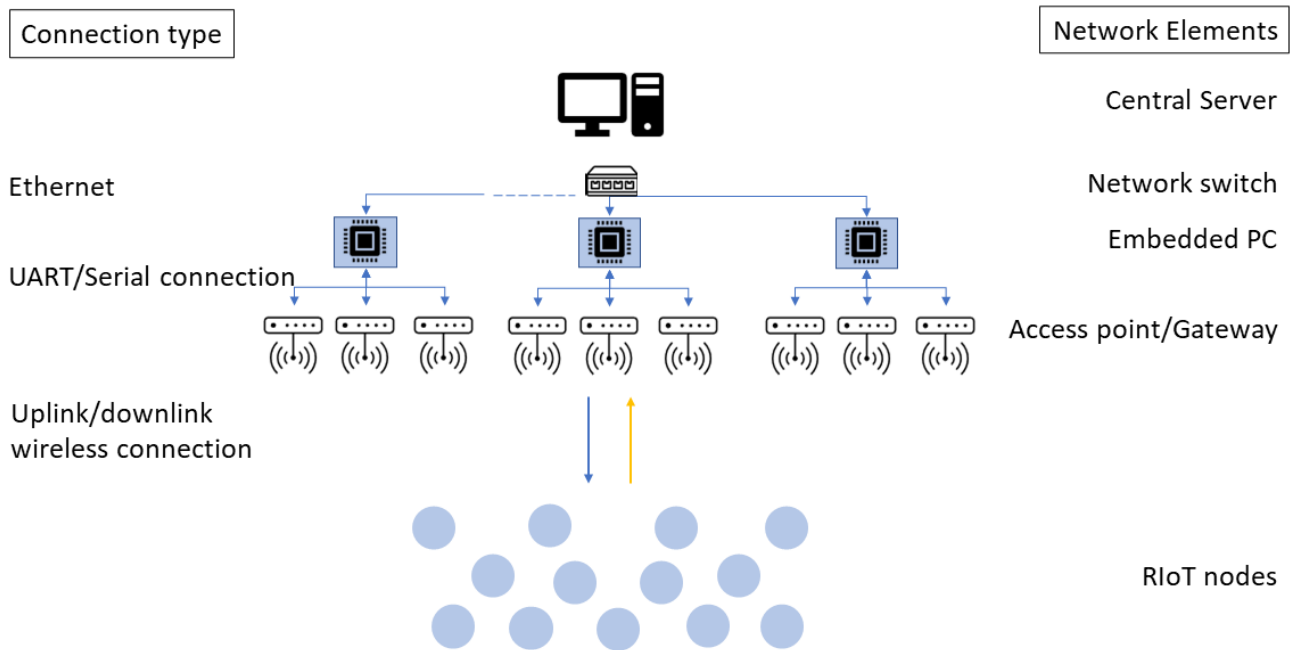 Connection type
Network Elements
Central Server
Ethernet
Network switch
Embedded PC
UART/Serial connection
Access point/Gateway
Uplink/downlink
wireless connection
RIoT nodes